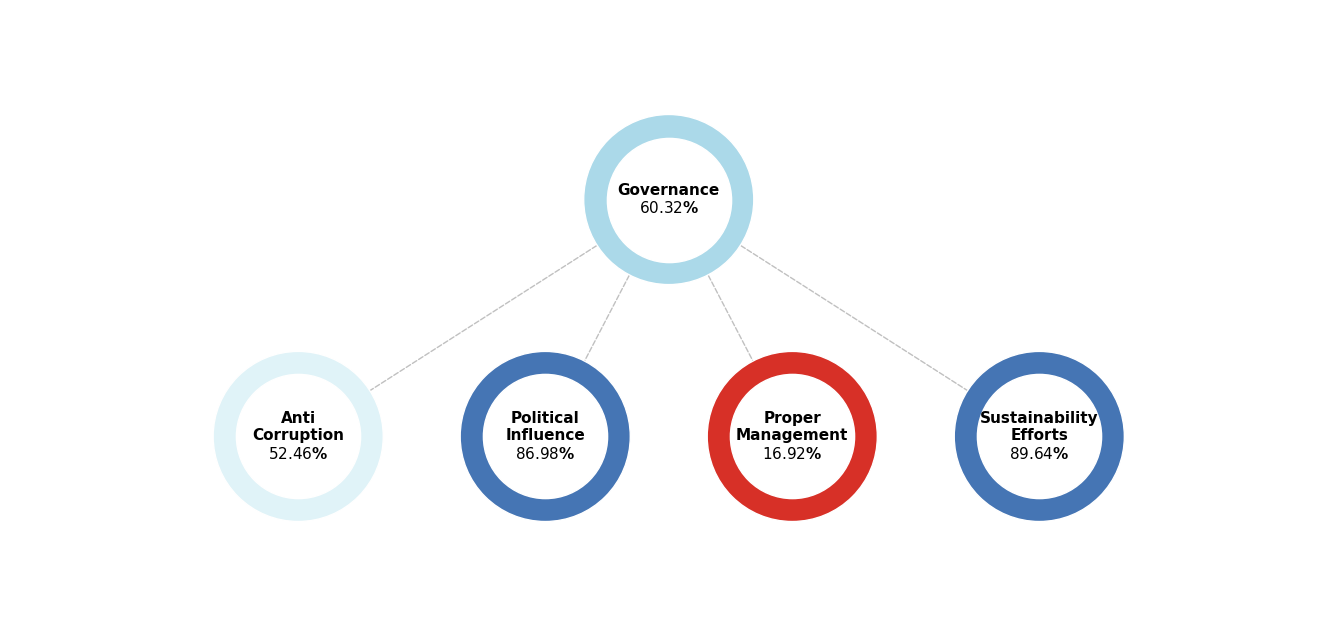 Governance
60.32%
Anti
Corruption
52.46%
Political
Influence
86.98%
Proper
Management
16.92%
Sustainability
Efforts
89.64%